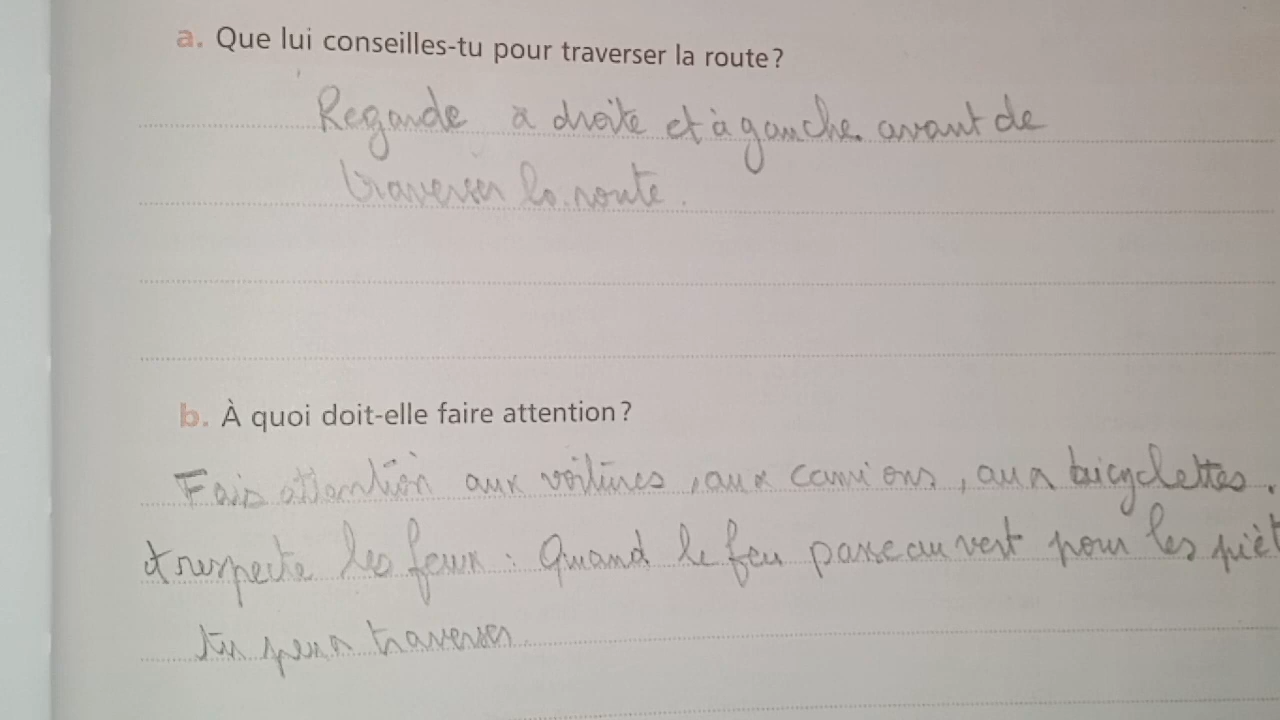 a. Que lui conseilles-tu pour traverser la route ?
Regarde à droite et à gauche avant de
traverser la route.
b. À quoi doit-elle faire attention ?
Fais attention aux voitures, aux camions, aux bicyclettes.
respecte les feux : Quand le feu passe au vert pour les
tu peux traverser